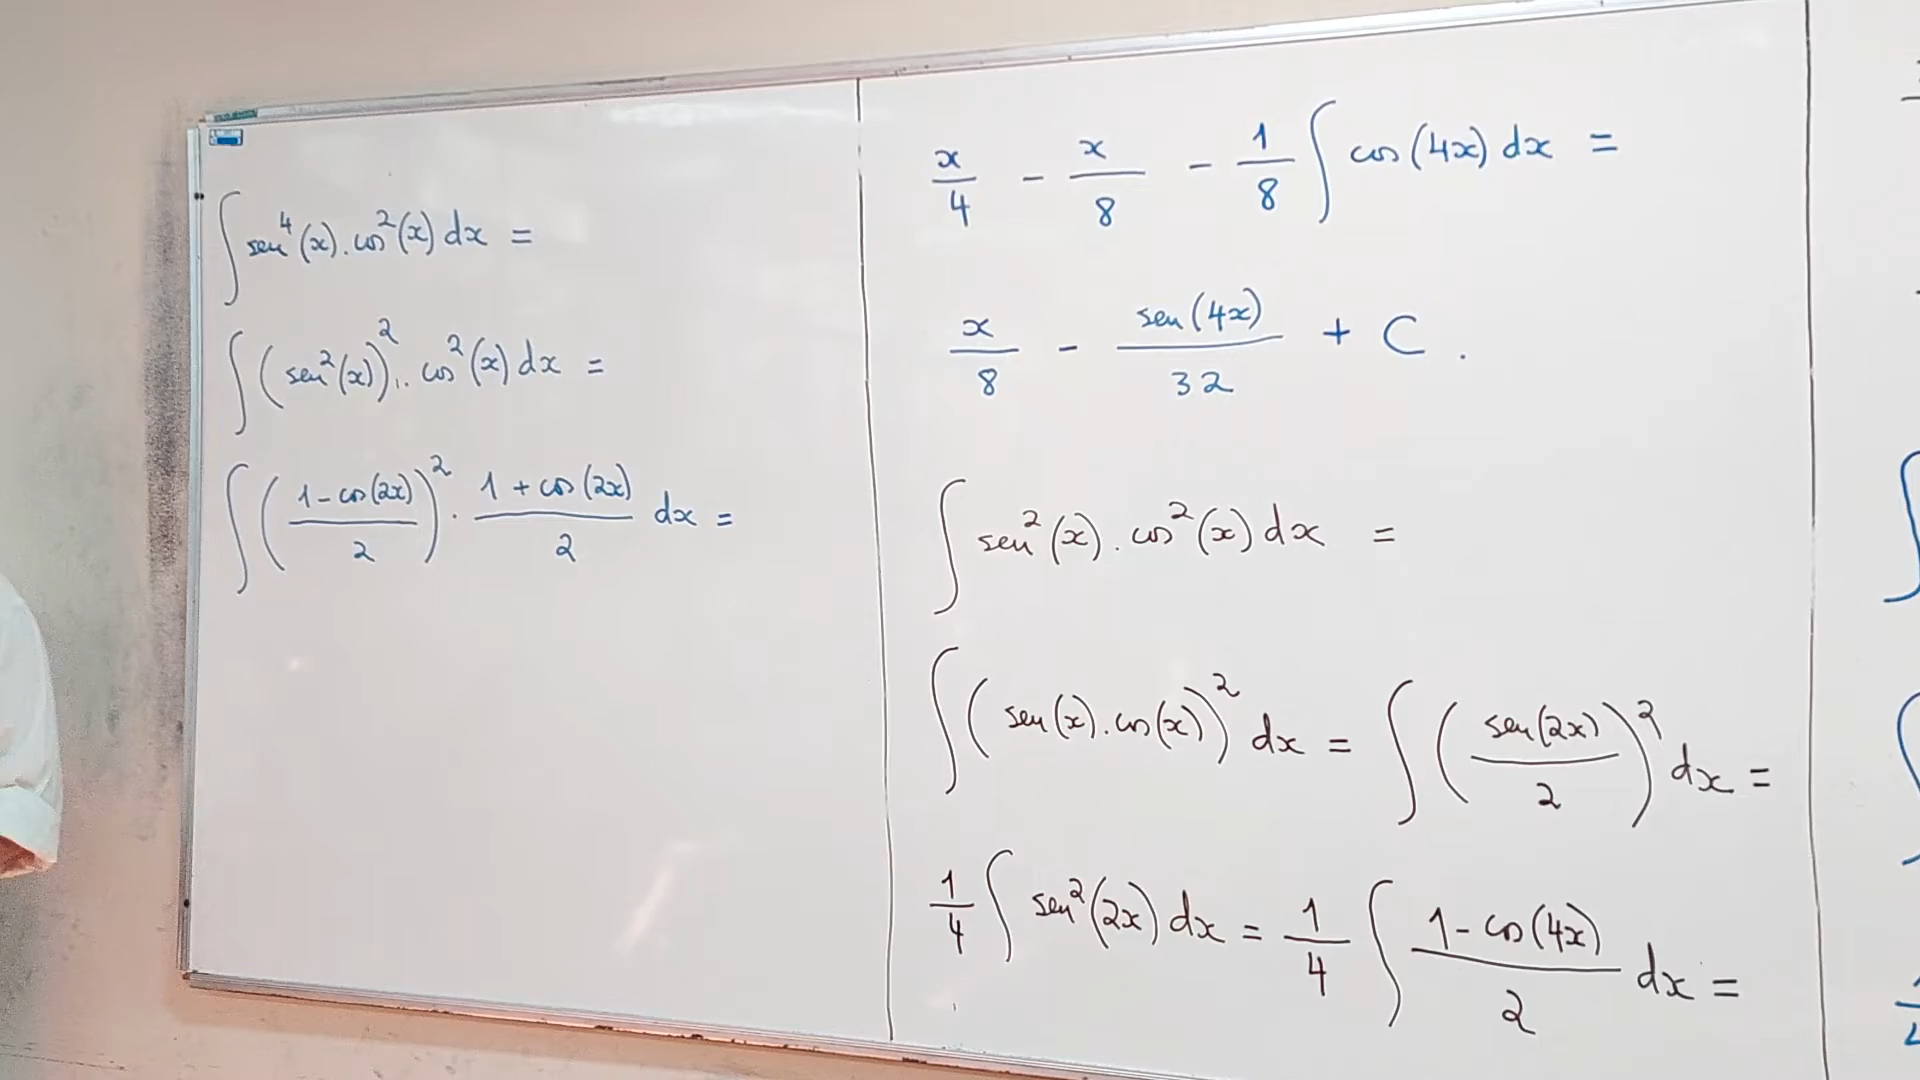 ∫ sen⁴(x).cos²(x) dx =
∫ (sen²(x))². cos²(x) dx =
∫ ((1-cos(2x))/2)² . (1+cos(2x))/2 dx =
x/4 - x/8 - 1/8 ∫ cos(4x) dx =
x/8 - sen(4x)/32 + C.
∫ sen²(x).cos²(x) dx =
∫ (sen(x).cos(x))² dx = ∫ (sen(2x)/2)² dx =
1/4 ∫ sen²(2x) dx = 1/4 ∫ (1-cos(4x))/2 dx =